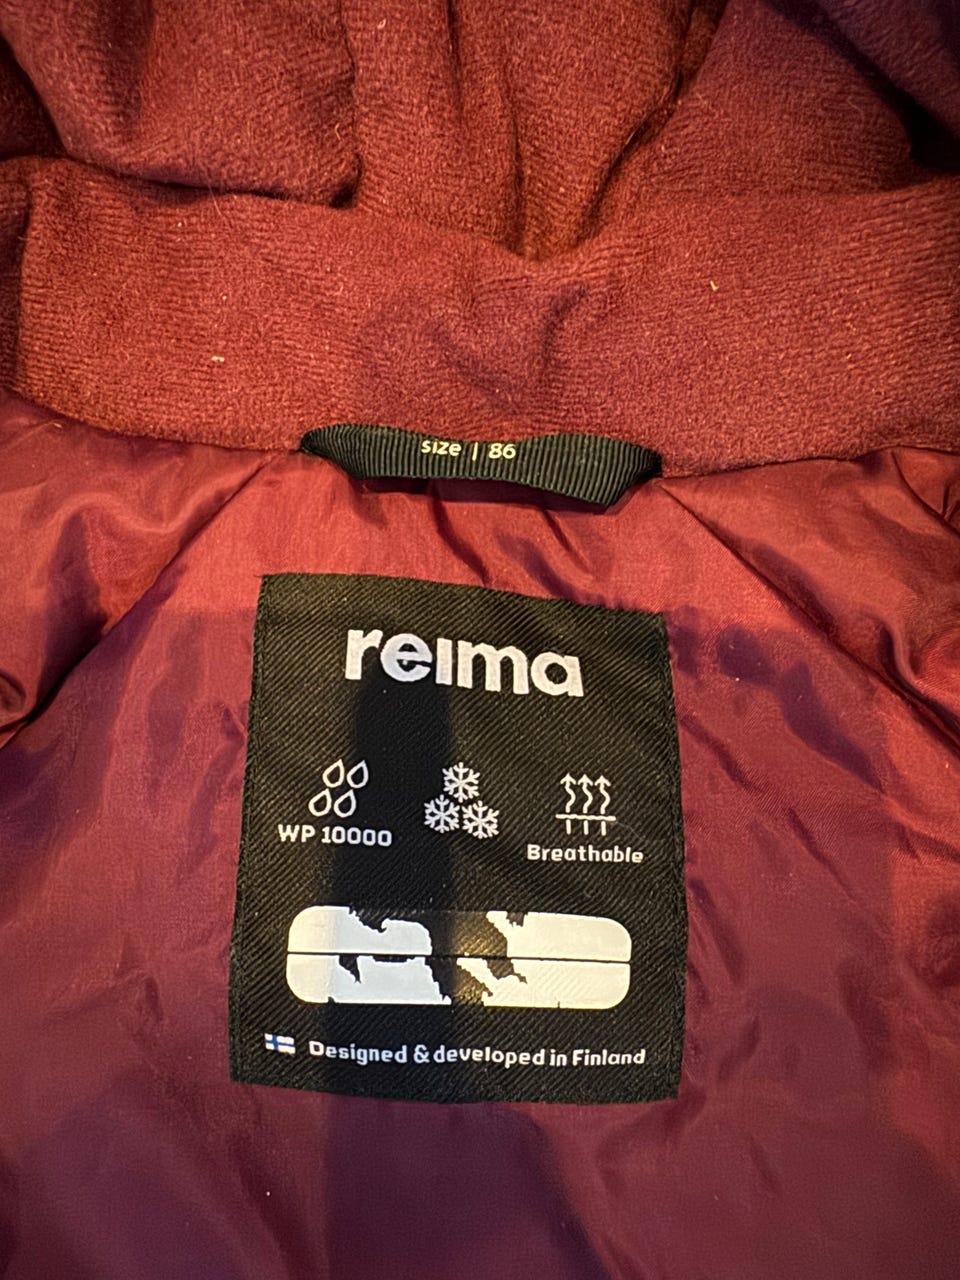 size | 86
reima
WP 10000
Breathable
Designed & developed in Finland